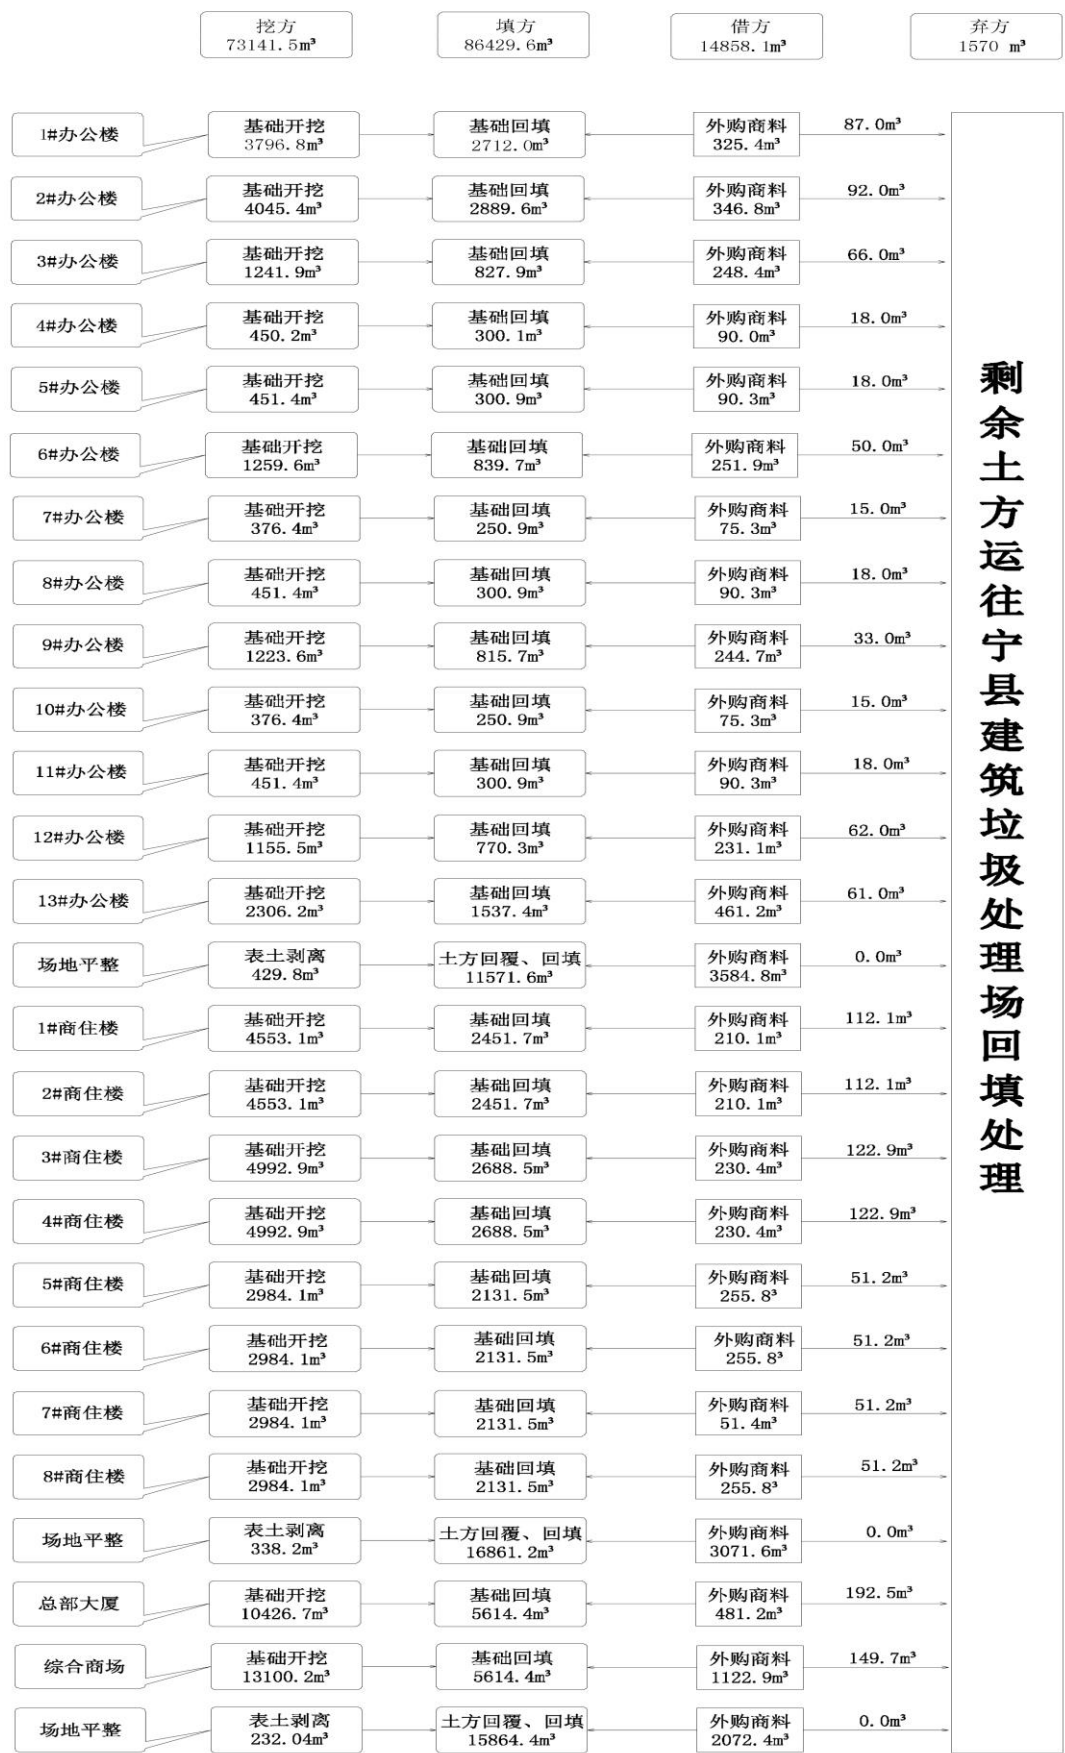 挖方
73141.5m³
填方
86429.6m³
借方
14858.1m³
弃方
1570 m³
1#办公楼
基础开挖
3796.8m³
基础回填
2712.0m³
外购商料
325.4m³
87.0m³
2#办公楼
基础开挖
4045.4m³
基础回填
2889.6m³
外购商料
346.8m³
92.0m³
3#办公楼
基础开挖
1241.9m³
基础回填
827.9m³
外购商料
248.4m³
66.0m³
4#办公楼
基础开挖
450.2m³
基础回填
300.1m³
外购商料
90.0m³
18.0m³
5#办公楼
基础开挖
451.4m³
基础回填
300.9m³
外购商料
90.3m³
18.0m³
6#办公楼
基础开挖
1259.6m³
基础回填
839.7m³
外购商料
251.9m³
50.0m³
7#办公楼
基础开挖
376.4m³
基础回填
250.9m³
外购商料
75.3m³
15.0m³
8#办公楼
基础开挖
451.4m³
基础回填
300.9m³
外购商料
90.3m³
18.0m³
9#办公楼
基础开挖
1223.6m³
基础回填
815.7m³
外购商料
244.7m³
33.0m³
10#办公楼
基础开挖
376.4m³
基础回填
250.9m³
外购商料
75.3m³
15.0m³
11#办公楼
基础开挖
451.4m³
基础回填
300.9m³
外购商料
90.3m³
18.0m³
12#办公楼
基础开挖
1155.5m³
基础回填
770.3m³
外购商料
231.1m³
62.0m³
13#办公楼
基础开挖
2306.2m³
基础回填
1537.4m³
外购商料
461.2m³
61.0m³
场地平整
表土剥离
429.8m³
土方回覆、回填
11571.6m³
外购商料
3584.8m³
0.0m³
1#商住楼
基础开挖
4553.1m³
基础回填
2451.7m³
外购商料
210.1m³
112.1m³
2#商住楼
基础开挖
4553.1m³
基础回填
2451.7m³
外购商料
210.1m³
112.1m³
3#商住楼
基础开挖
4992.9m³
基础回填
2688.5m³
外购商料
230.4m³
122.9m³
4#商住楼
基础开挖
4992.9m³
基础回填
2688.5m³
外购商料
230.4m³
122.9m³
5#商住楼
基础开挖
2984.1m³
基础回填
2131.5m³
外购商料
255.8³
51.2m³
6#商住楼
基础开挖
2984.1m³
基础回填
2131.5m³
外购商料
255.8³
51.2m³
7#商住楼
基础开挖
2984.1m³
基础回填
2131.5m³
外购商料
51.4m³
51.2m³
8#商住楼
基础开挖
2984.1m³
基础回填
2131.5m³
外购商料
255.8³
51.2m³
场地平整
表土剥离
338.2m³
土方回覆、回填
16861.2m³
外购商料
3071.6m³
0.0m³
总部大厦
基础开挖
10426.7m³
基础回填
5614.4m³
外购商料
481.2m³
192.5m³
综合商场
基础开挖
13100.2m³
基础回填
5614.4m³
外购商料
1122.9m³
149.7m³
场地平整
表土剥离
232.04m³
土方回覆、回填
15864.4m³
外购商料
2072.4m³
0.0m³
剩余土方运往宁县建筑垃圾处理场回填处理